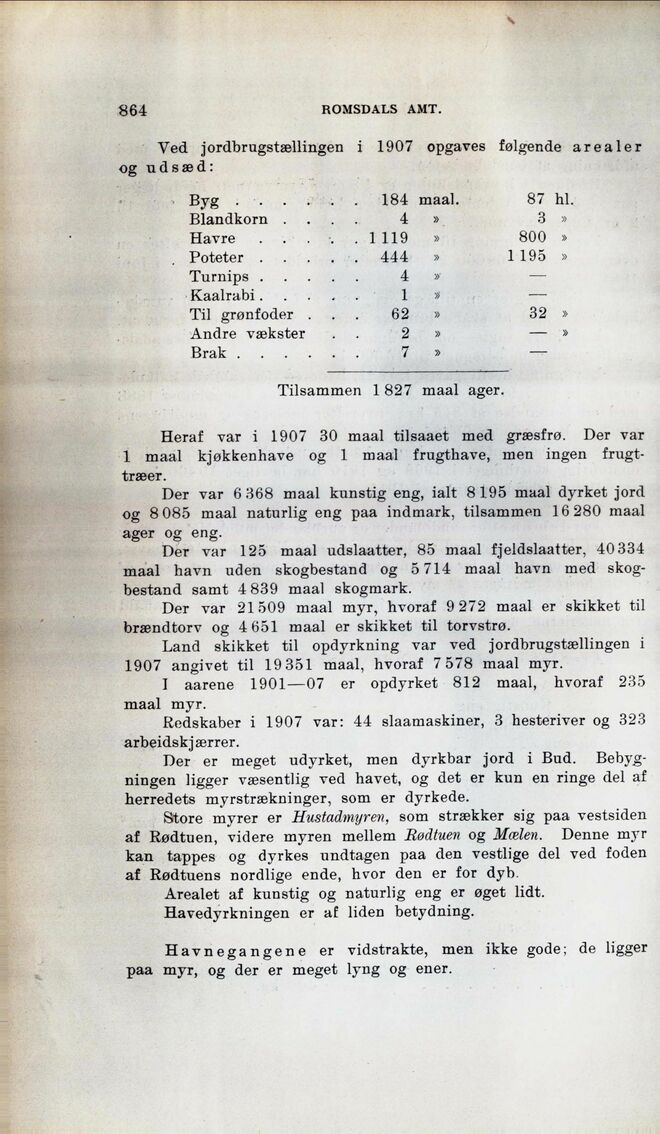 864 ROMSDALS AMT.
Ved jordbrugstællingen i 1907 opgaves følgende arealer
og udsæd:
Byg . . . . . . 184 maal. 87 hl.
Blandkorn . . . . 4 » 3 »
Havre . . . . . 1 119 » 800 »
Poteter . . . . . 444 » 1 195 »
Turnips . . . . . 4 » —
Kaalrabi . . . . . 1 » —
Til grønfoder . . . 62 » 32 »
Andre vækster . . 2 » — »
Brak . . . . . . 7 » —
Tilsammen 1 827 maal ager.
Heraf var i 1907 30 maal tilsaaet med græsfrø. Der var
1 maal kjøkkenhave og 1 maal frugthave, men ingen frugt-
træer.
Der var 6 368 maal kunstig eng, ialt 8 195 maal dyrket jord
og 8 085 maal naturlig eng paa indmark, tilsammen 16 280 maal
ager og eng.
Der var 125 maal udslaatter, 85 maal fjeldslaatter, 40 334
maal havn uden skogbestand og 5 714 maal havn med skog-
bestand samt 4 839 maal skogmark.
Der var 21 509 maal myr, hvoraf 9 272 maal er skikket til
brændtorv og 4 651 maal er skikket til torvstrø.
Land skikket til opdyrkning var ved jordbrugstællingen i
1907 angivet til 19 351 maal, hvoraf 7 578 maal myr.
I aarene 1901—07 er opdyrket 812 maal, hvoraf 235
maal myr.
Redskaber i 1907 var: 44 slaamaskiner, 3 hesteriver og 323
arbeidskjærrer.
Der er meget udyrket, men dyrkbar jord i Bud. Bebyg-
ningen ligger væsentlig ved havet, og det er kun en ringe del af
herredets myrstrækninger, som er dyrkede.
Store myrer er Hustadmyren, som strækker sig paa vestsiden
af Rødtuen, videre myren mellem Rødtuen og Mælen. Denne myr
kan tappes og dyrkes undtagen paa den vestlige del ved foden
af Rødtuens nordlige ende, hvor den er for dyb.
Arealet af kunstig og naturlig eng er øget lidt.
Havedyrkningen er af liden betydning.
Havnegangene er vidstrakte, men ikke gode; de ligger
paa myr, og der er meget lyng og ener.